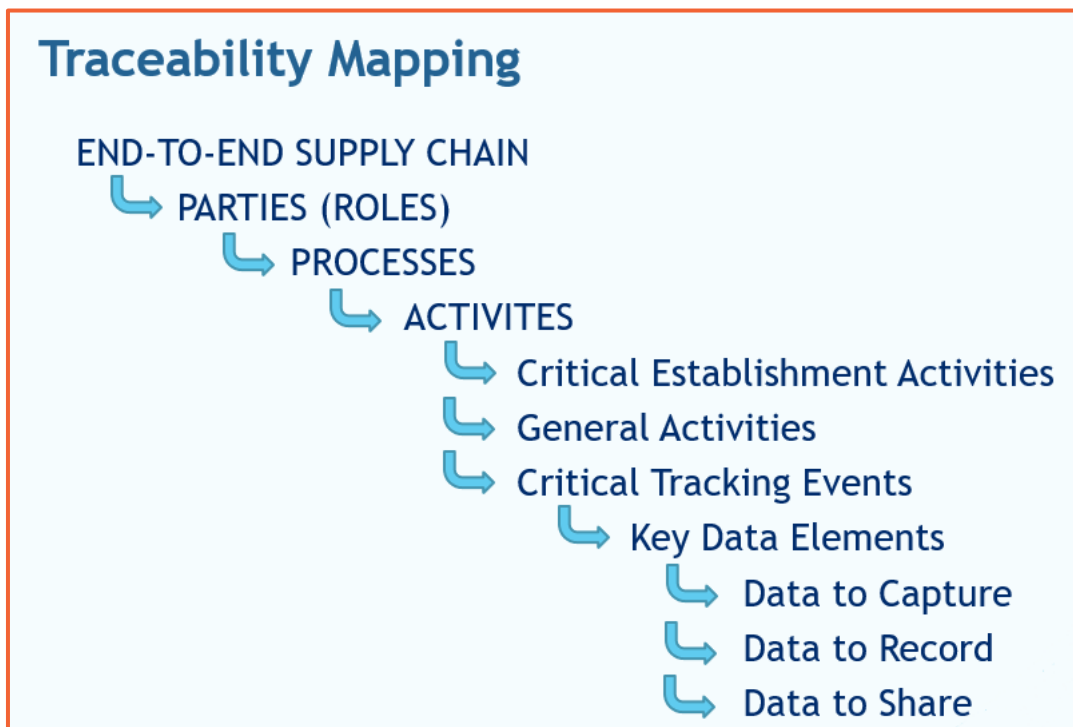 Traceability Mapping
END-TO-END SUPPLY CHAIN
PARTIES (ROLES)
PROCESSES
ACTIVITES
Critical Establishment Activities
General Activities
Critical Tracking Events
Key Data Elements
Data to Capture
Data to Record
Data to Share